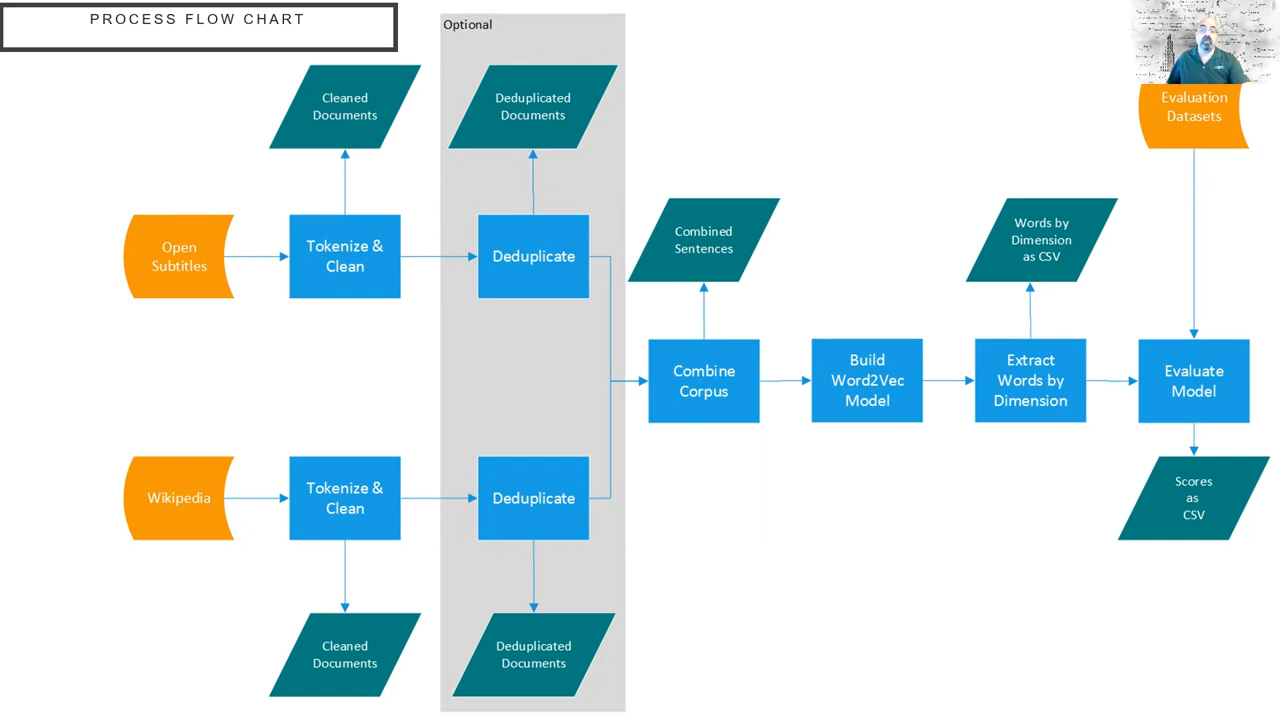 PROCESS FLOW CHART
Optional
Cleaned
Documents
Deduplicated
Documents
Evaluation
Datasets
Open
Subtitles
Tokenize &
Clean
Deduplicate
Combined
Sentences
Words by
Dimension
as CSV
Combine
Corpus
Build
Word2Vec
Model
Extract
Words by
Dimension
Evaluate
Model
Wikipedia
Tokenize &
Clean
Deduplicate
Scores
as
CSV
Cleaned
Documents
Deduplicated
Documents